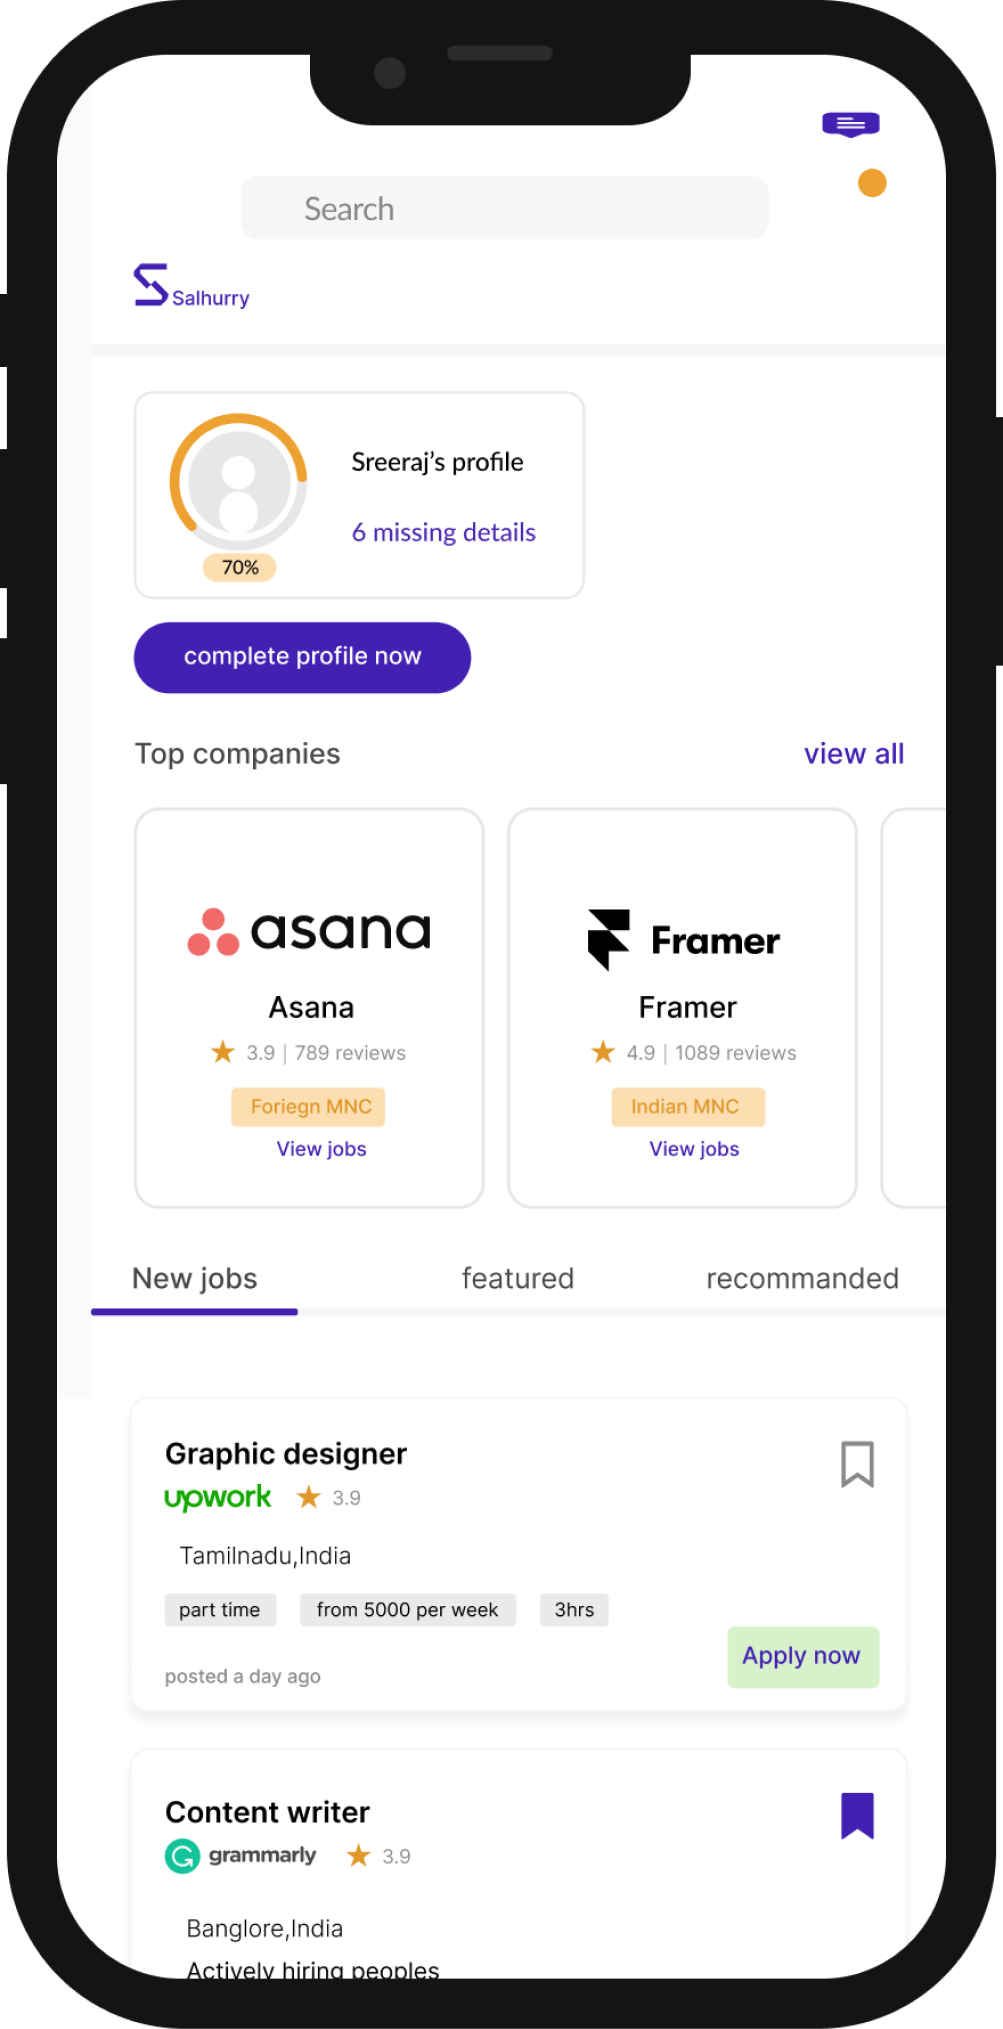 Search
Salhurry
Sreeraj’s profile
6 missing details
70%
complete profile now
Top companies
view all
asana
Framer
Asana
Framer
3.9 | 789 reviews
4.9 | 1089 reviews
Foriegn MNC
Indian MNC
View jobs
View jobs
New jobs
featured
recommanded
Graphic designer
upwork
3.9
Tamilnadu,India
part time
from 5000 per week
3hrs
Apply now
posted a day ago
Content writer
grammarly
3.9
Banglore,India
Actively hiring peoples